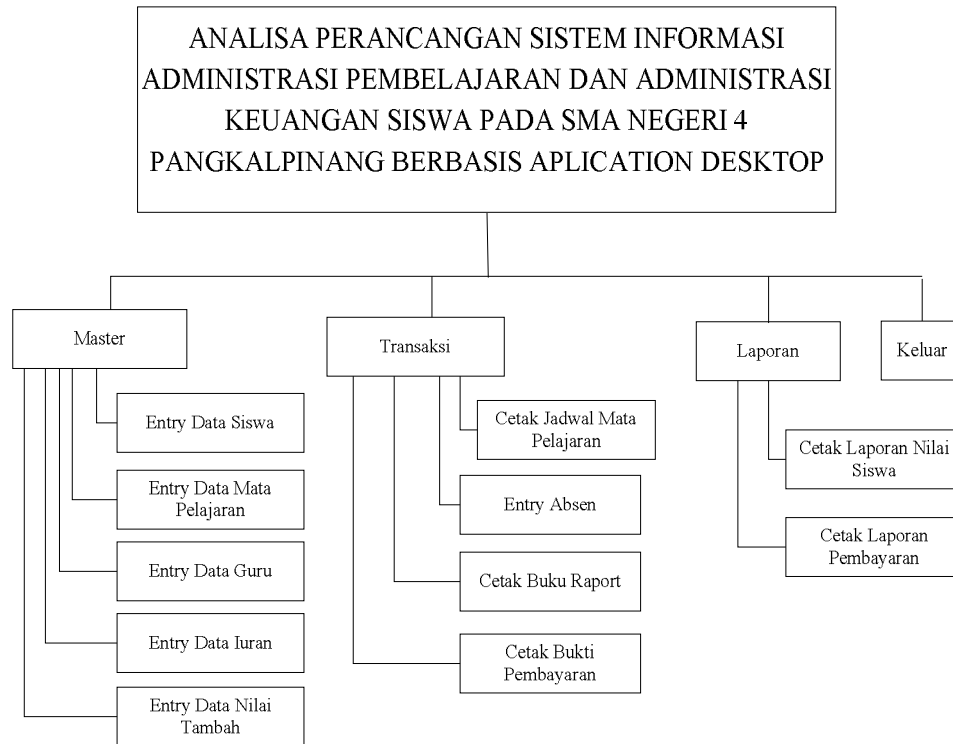 ANALISA PERANCANGAN SISTEM INFORMASI
ADMINISTRASI PEMBELAJARAN DAN ADMINISTRASI
KEUANGAN SISWA PADA SMA NEGERI 4
PANGKALPINANG BERBASIS APLICATION DESKTOP
Master
Transaksi
Laporan
Keluar
Entry Data Siswa
Entry Data Mata
Pelajaran
Entry Data Guru
Entry Data Iuran
Entry Data Nilai
Tambah
Cetak Jadwal Mata
Pelajaran
Entry Absen
Cetak Buku Raport
Cetak Bukti
Pembayaran
Cetak Laporan Nilai
Siswa
Cetak Laporan
Pembayaran